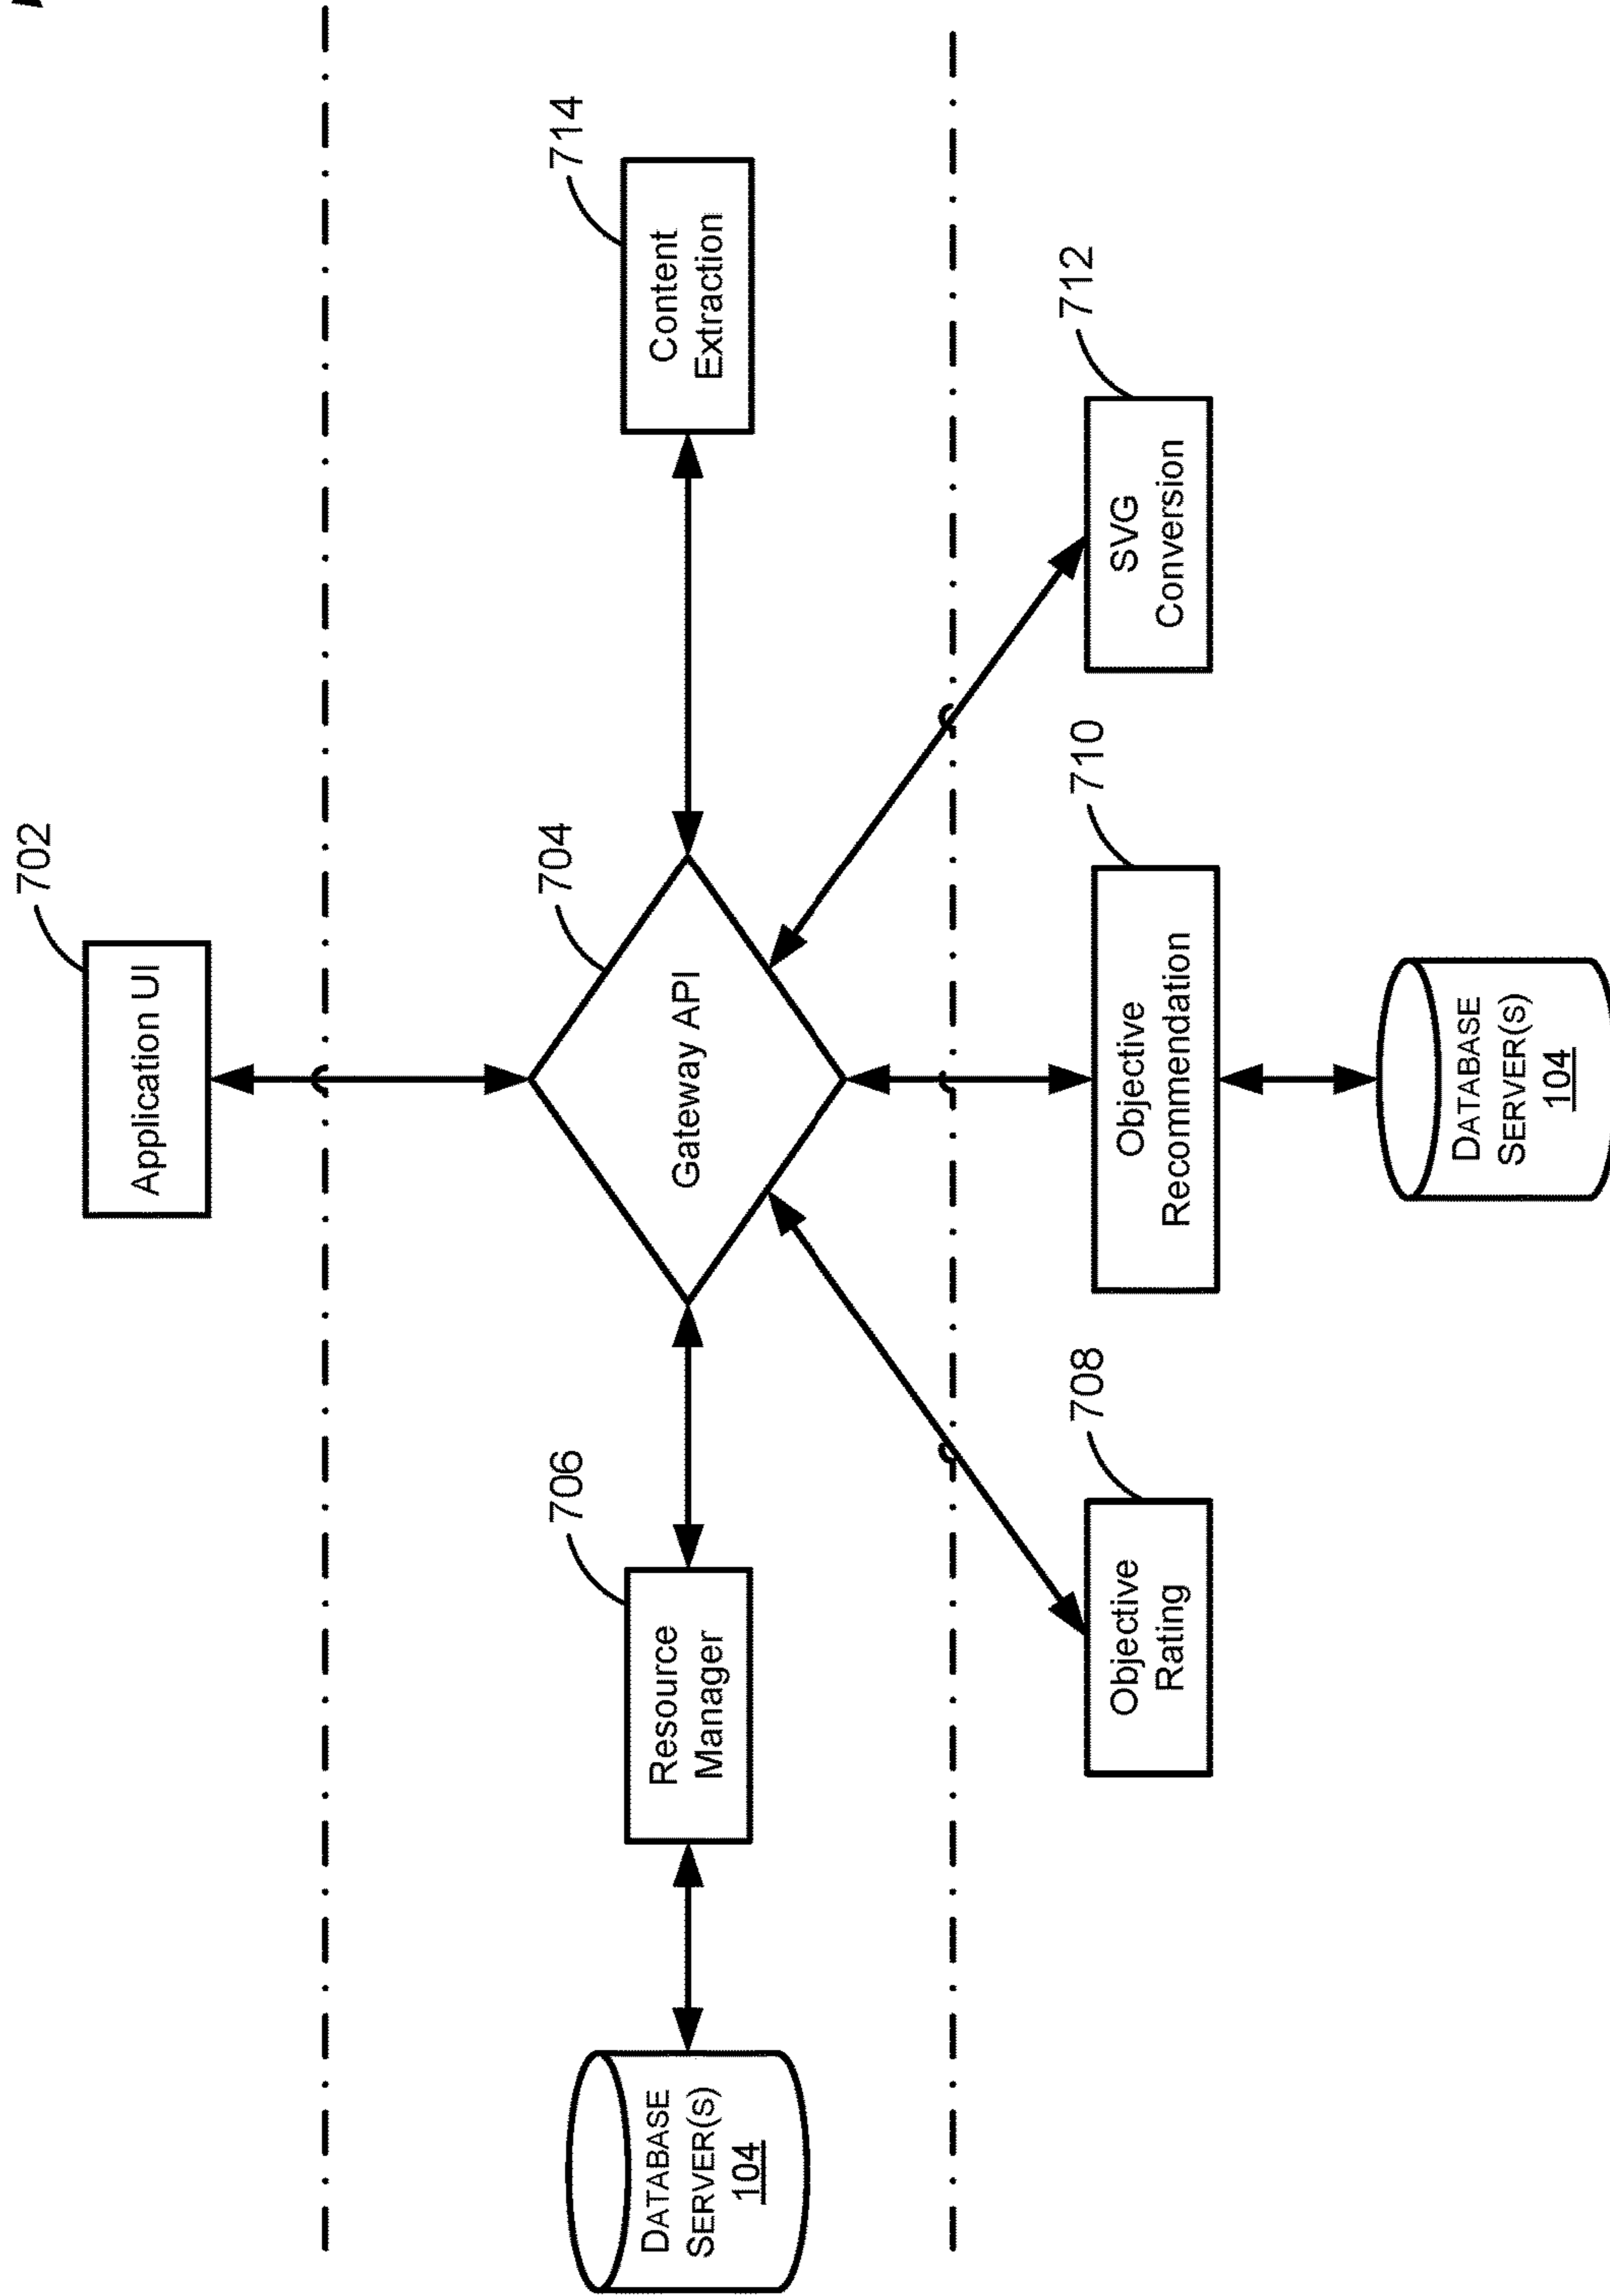 702
Application UI
704
Gateway API
706
Resource
Manager
714
Content
Extraction
DATABASE
SERVER(S)
104
708
Objective
Rating
710
Objective
Recommendation
712
SVG
Conversion
DATABASE
SERVER(S)
104